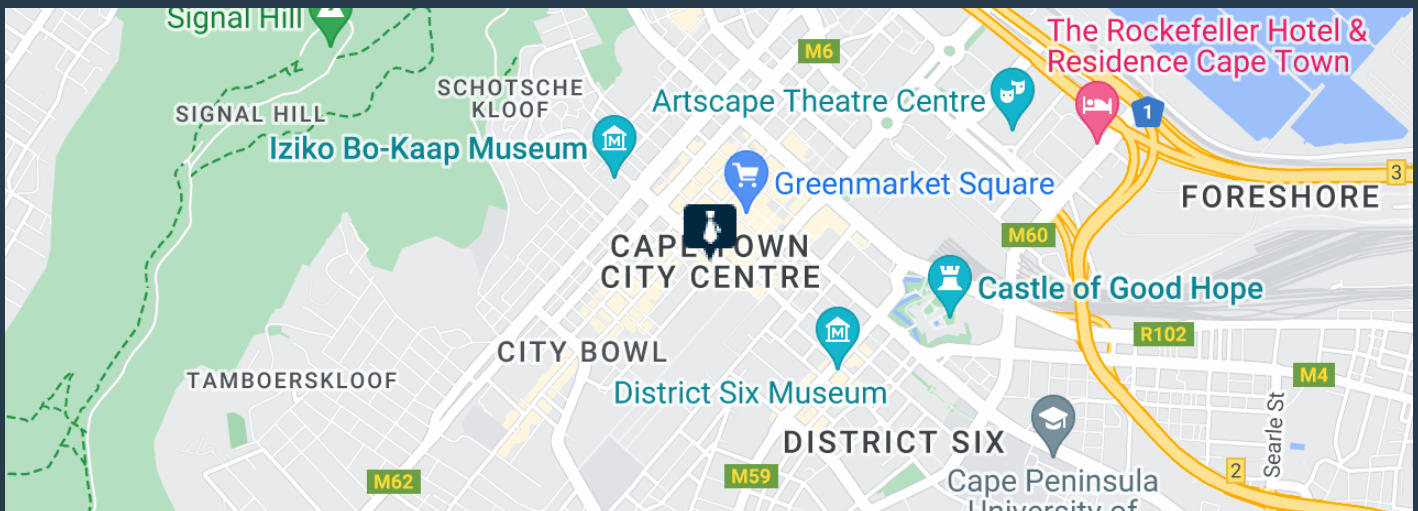 Signal Hill
The Rockefeller Hotel &
Residence Cape Town
M6
SCHOTSCHE
KLOOF
Artscape Theatre Centre
1
SIGNAL HILL
Iziko Bo-Kaap Museum
3
Greenmarket Square
FORESHORE
M60
CAPE TOWN
CITY CENTRE
Castle of Good Hope
R102
CITY BOWL
TAMBOERSKLOOF
M4
District Six Museum
Searle St
DISTRICT SIX
2
M62
M59
Cape Peninsula
University of